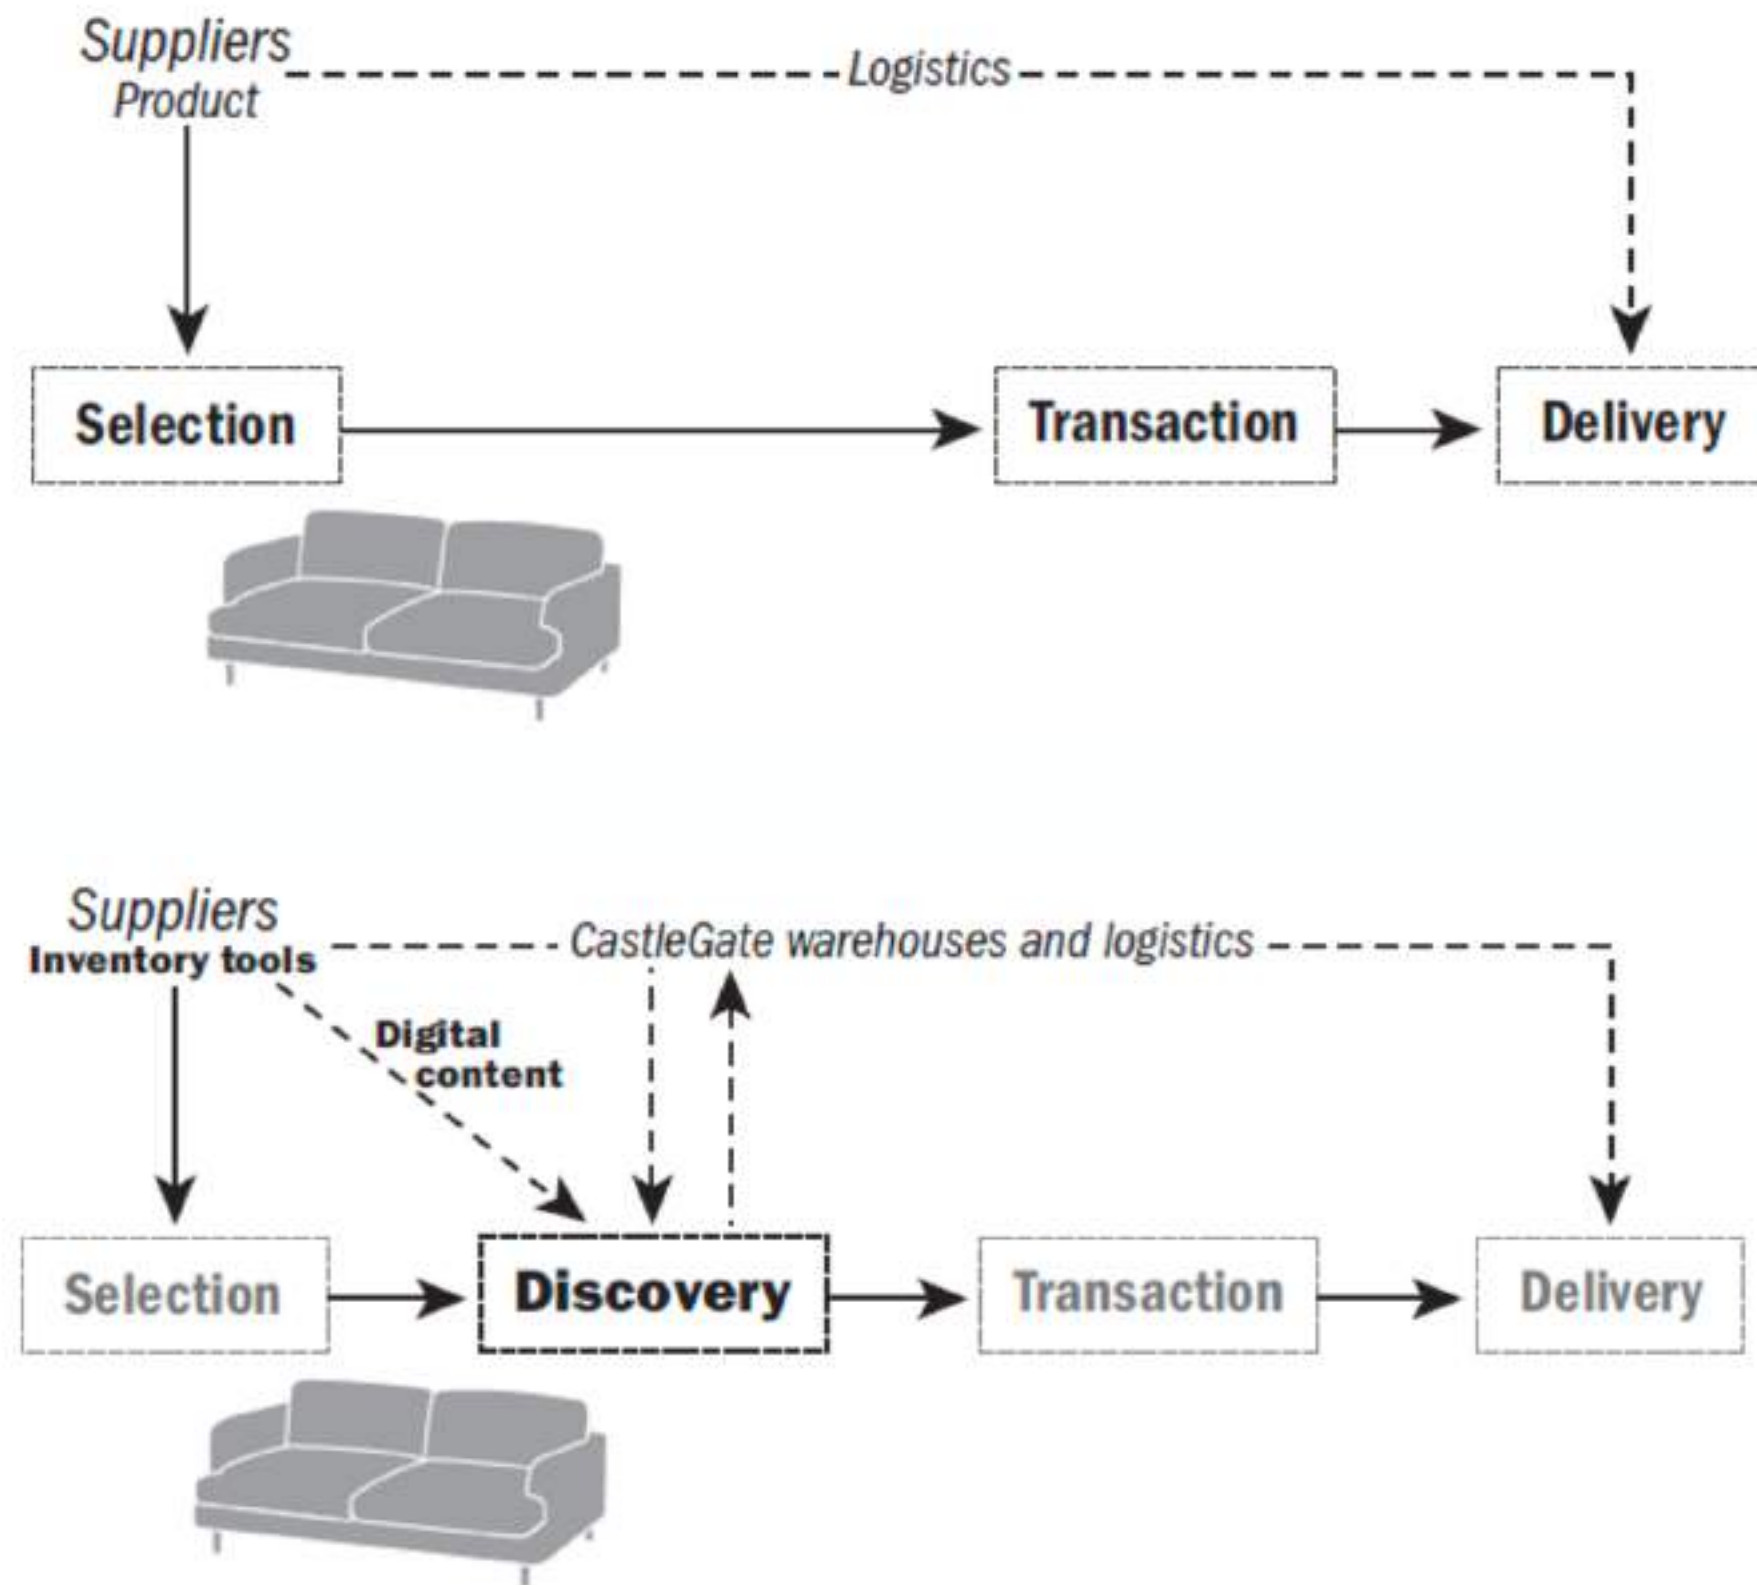 Suppliers
Logistics
Product
Selection
Transaction
Delivery
Suppliers
CastleGate warehouses and logistics
Inventory tools
Digital
content
Selection
Discovery
Transaction
Delivery